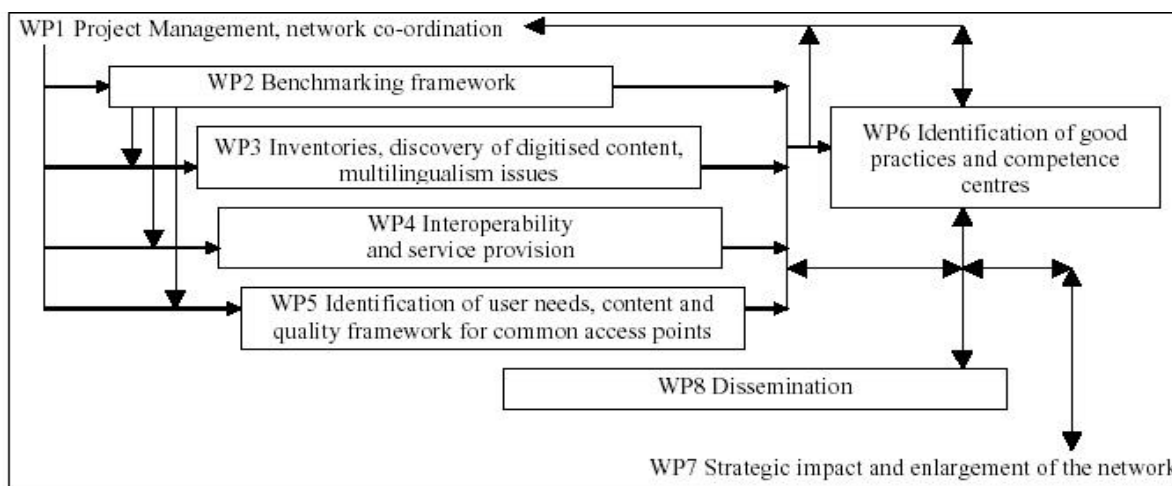 WP1 Project Management, network co-ordination
WP2 Benchmarking framework
WP3 Inventories, discovery of digitised content,
multilingualism issues
WP4 Interoperability
and service provision
WP5 Identification of user needs, content and
quality framework for common access points
WP6 Identification of good
practices and competence
centres
WP8 Dissemination
WP7 Strategic impact and enlargement of the network